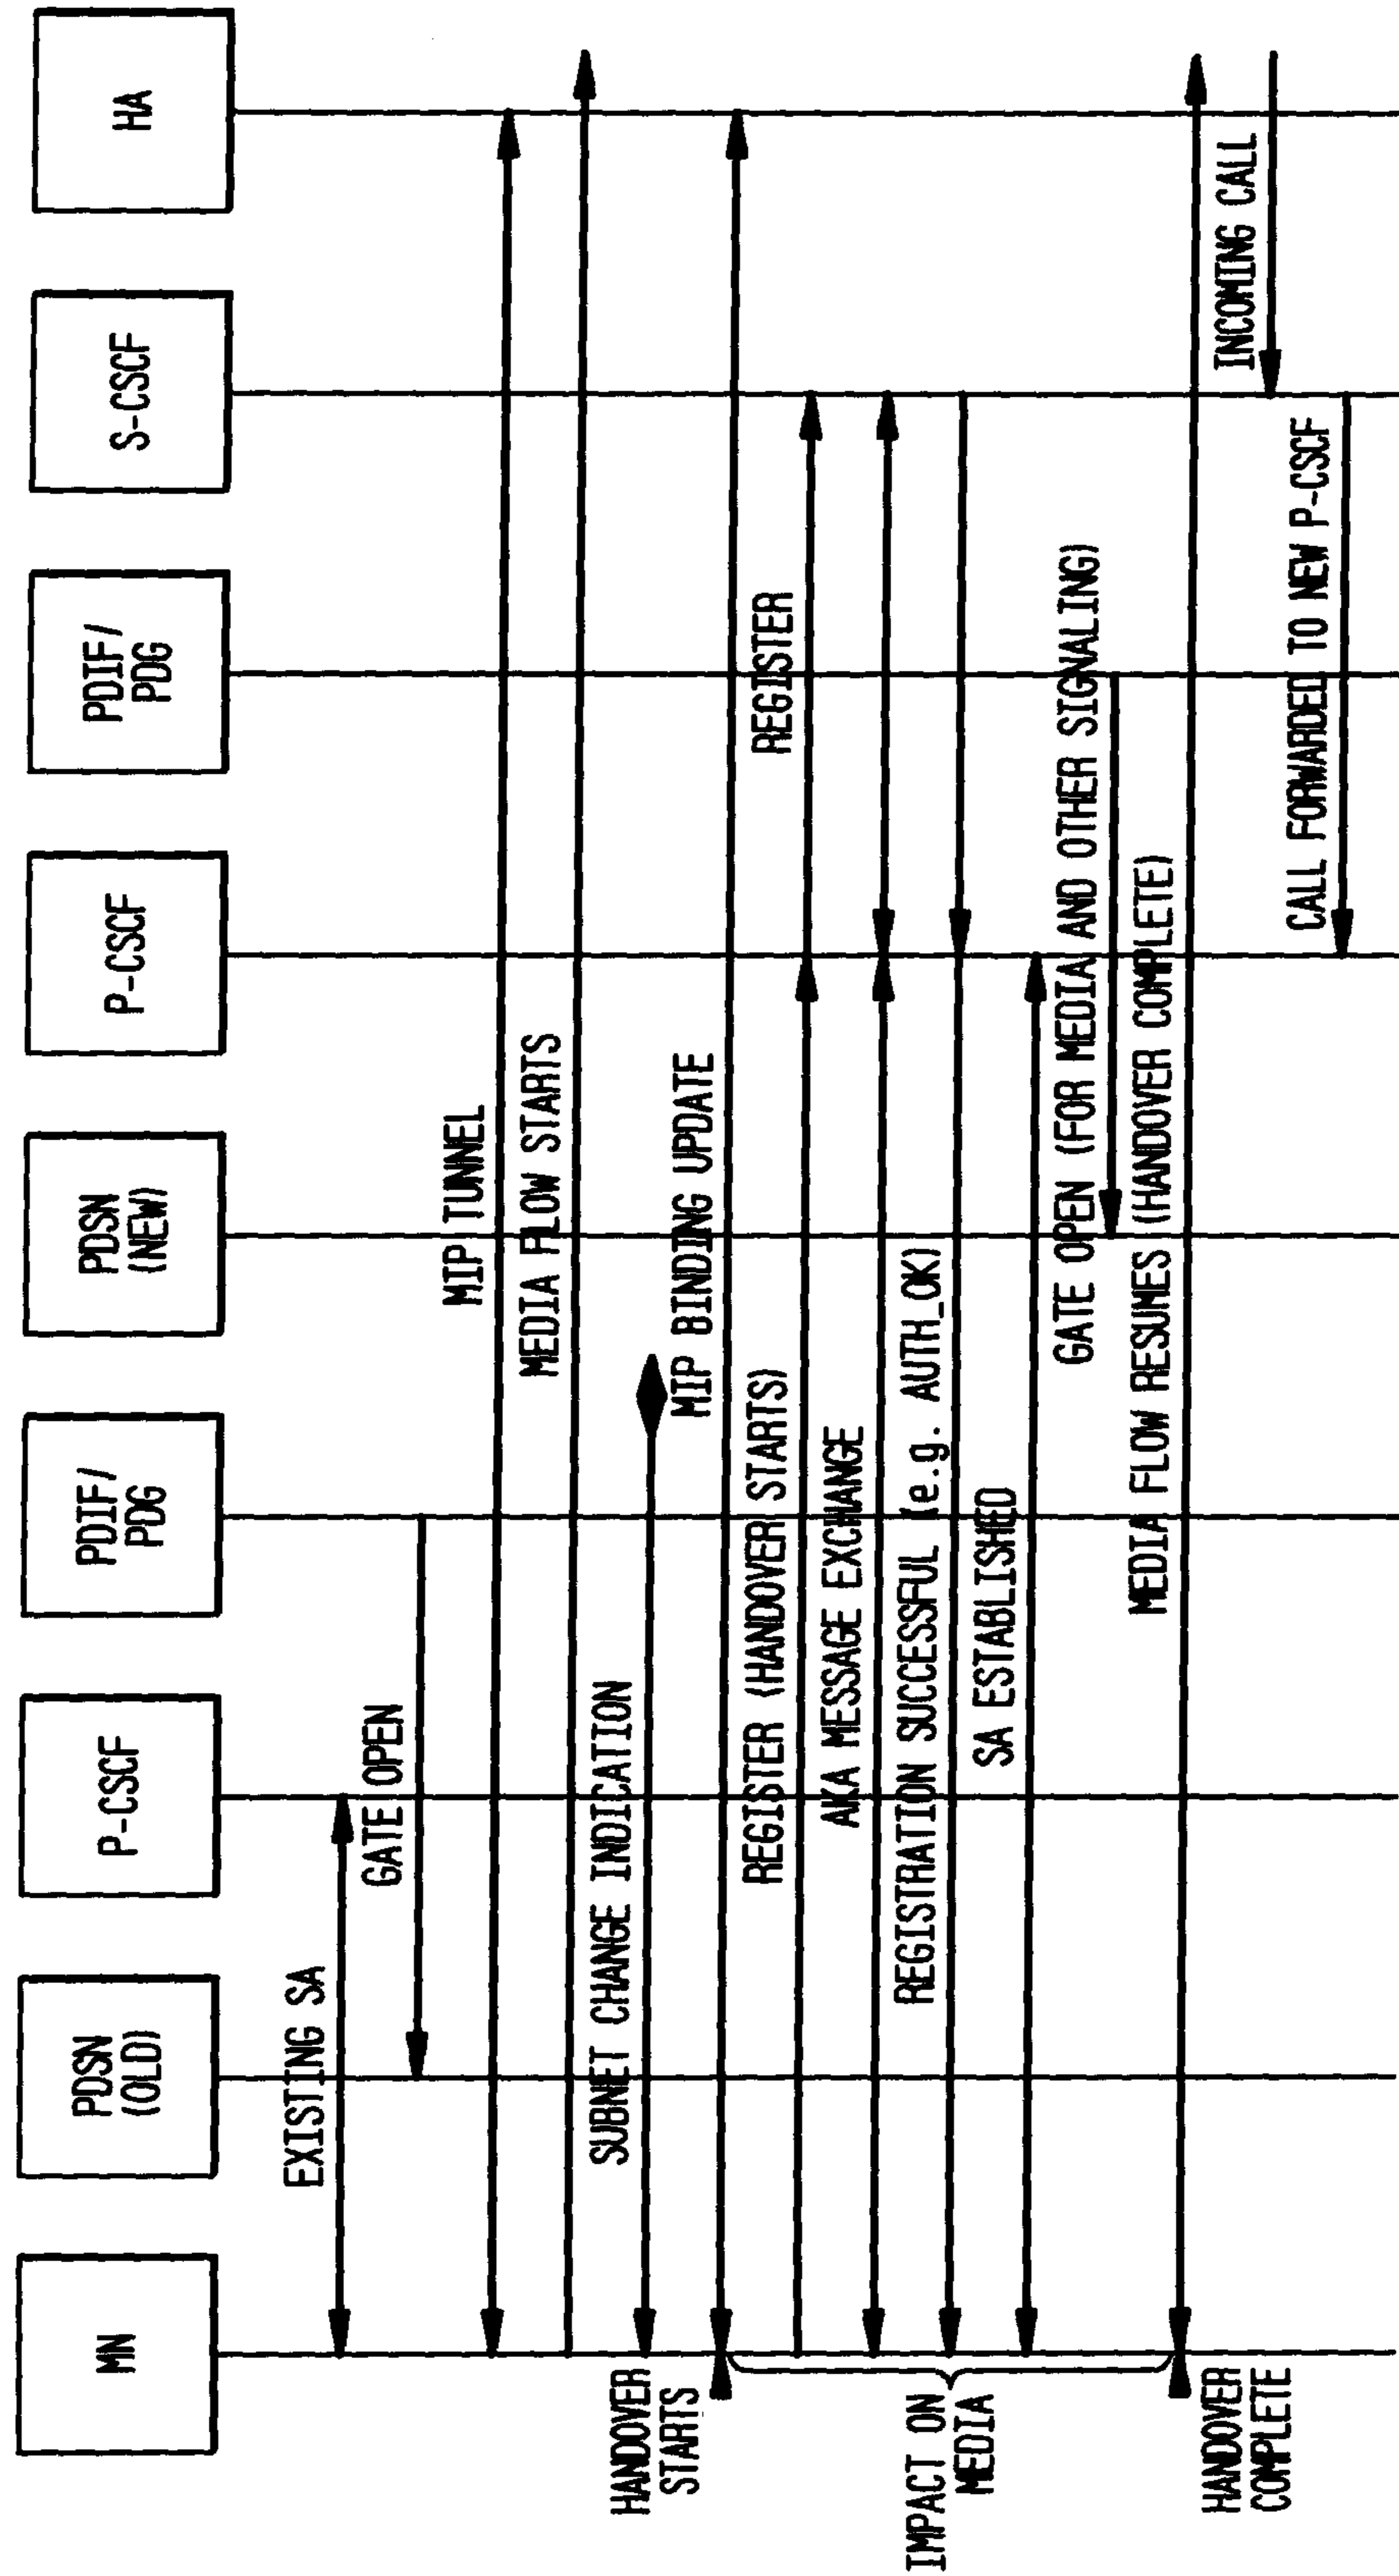 MN
PDSN
(OLD)
P-CSCF
PDIF/
PDG
PDSN
(NEW)
P-CSCF
PDIF/
PDG
S-CSCF
HA
EXISTING SA
GATE OPEN
MIP TUNNEL
MEDIA FLOW STARTS
SUBNET CHANGE INDICATION
HANDOVER
STARTS
MIP BINDING UPDATE
REGISTER (HANDOVER STARTS)
REGISTER
AKA MESSAGE EXCHANGE
REGISTRATION SUCCESSFUL (e.g. AUTH_OK)
IMPACT ON
MEDIA
SA ESTABLISHED
GATE OPEN (FOR MEDIA AND OTHER SIGNALING)
MEDIA FLOW RESUMES (HANDOVER COMPLETE)
HANDOVER
COMPLETE
INCOMING CALL
CALL FORWARDED TO NEW P-CSCF